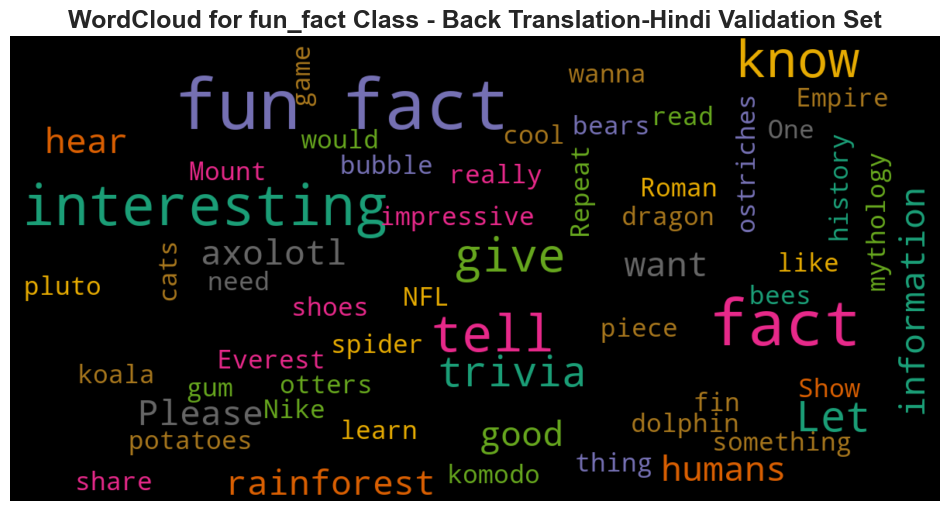 WordCloud for fun_fact Class - Back Translation-Hindi Validation Set
game
wanna
know
fun fact
Empire
hear
would
cool
bears
read
ostriches
One
Mount
bubble
really
Repeat
Roman
history
mythology
interesting
impressive
dragon
information
cats
axolotl
give
want
like
pluto
need
NFL
bees
shoes
tell
piece
fact
Everest
spider
trivia
koala
gum
otters
Show
Please
Nike
fin
Let
potatoes
learn
good
dolphin
something
share
rainforest
komodo
thing
humans